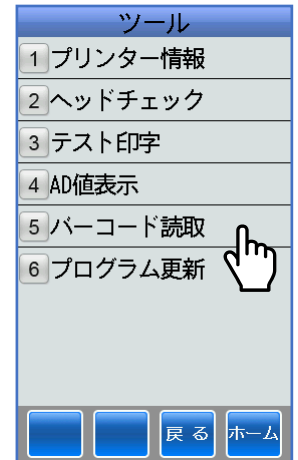 ツール
1 プリンター情報
2 ヘッドチェック
3 テスト印字
4 AD値表示
5 バーコード読取
6 プログラム更新
戻る ホーム